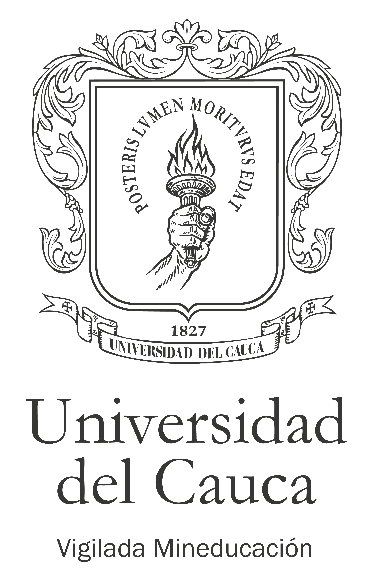 POSTERIS LVMEN MORITVRVS EDAT
1827
UNIVERSIDAD DEL CAUCA
Universidad
del Cauca
Vigilada Mineducación